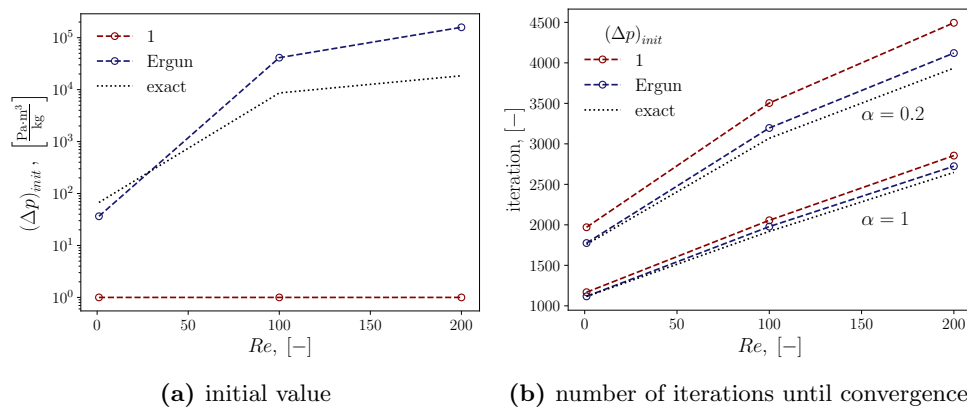 10⁵
10⁴
10³
10²
10¹
10⁰
(Δp)_{init}, [Pa·m³/kg]
1
Ergun
exact
0 50 100 150 200
Re, [−]
(a) initial value
4500
4000
3500
3000
2500
2000
1500
1000
iteration, [−]
(Δp)_{init}
1
Ergun
exact
α = 0.2
α = 1
0 50 100 150 200
Re, [−]
(b) number of iterations until convergence